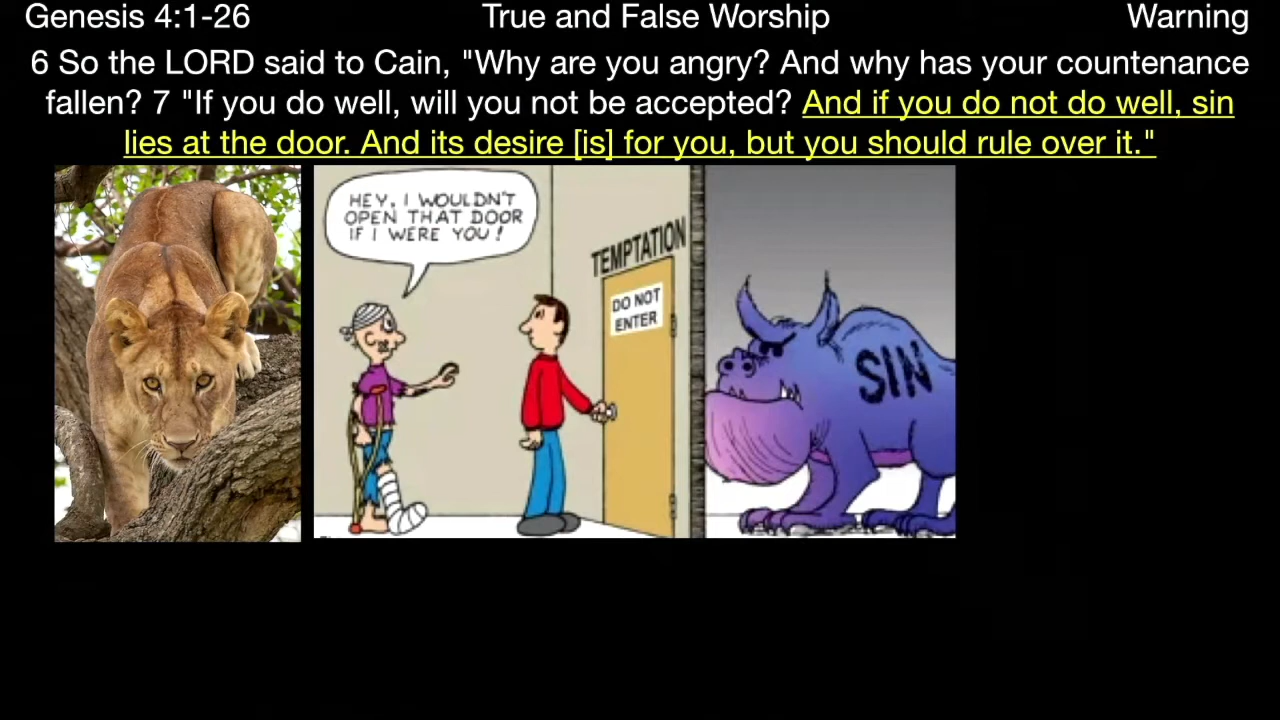 Genesis 4:1-26 True and False Worship Warning
6 So the LORD said to Cain, "Why are you angry? And why has your countenance
fallen? 7 "If you do well, will you not be accepted? And if you do not do well, sin
lies at the door. And its desire [is] for you, but you should rule over it."
HEY, I WOULDN'T
OPEN THAT DOOR
IF I WERE YOU!
TEMPTATION
DO NOT
ENTER
SIN